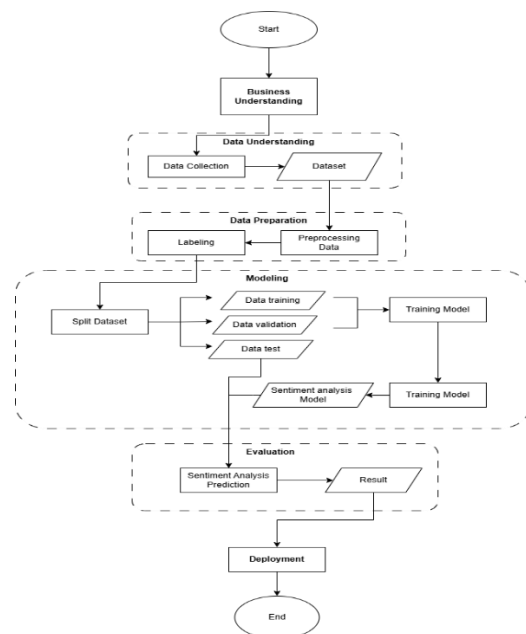 Start
Business
Understanding
Data Understanding
Data Collection
Dataset
Data Preparation
Labeling
Preprocessing
Data
Modeling
Split Dataset
Data training
Data validation
Data test
Training Model
Sentiment analysis
Model
Training Model
Evaluation
Sentiment Analysis
Prediction
Result
Deployment
End